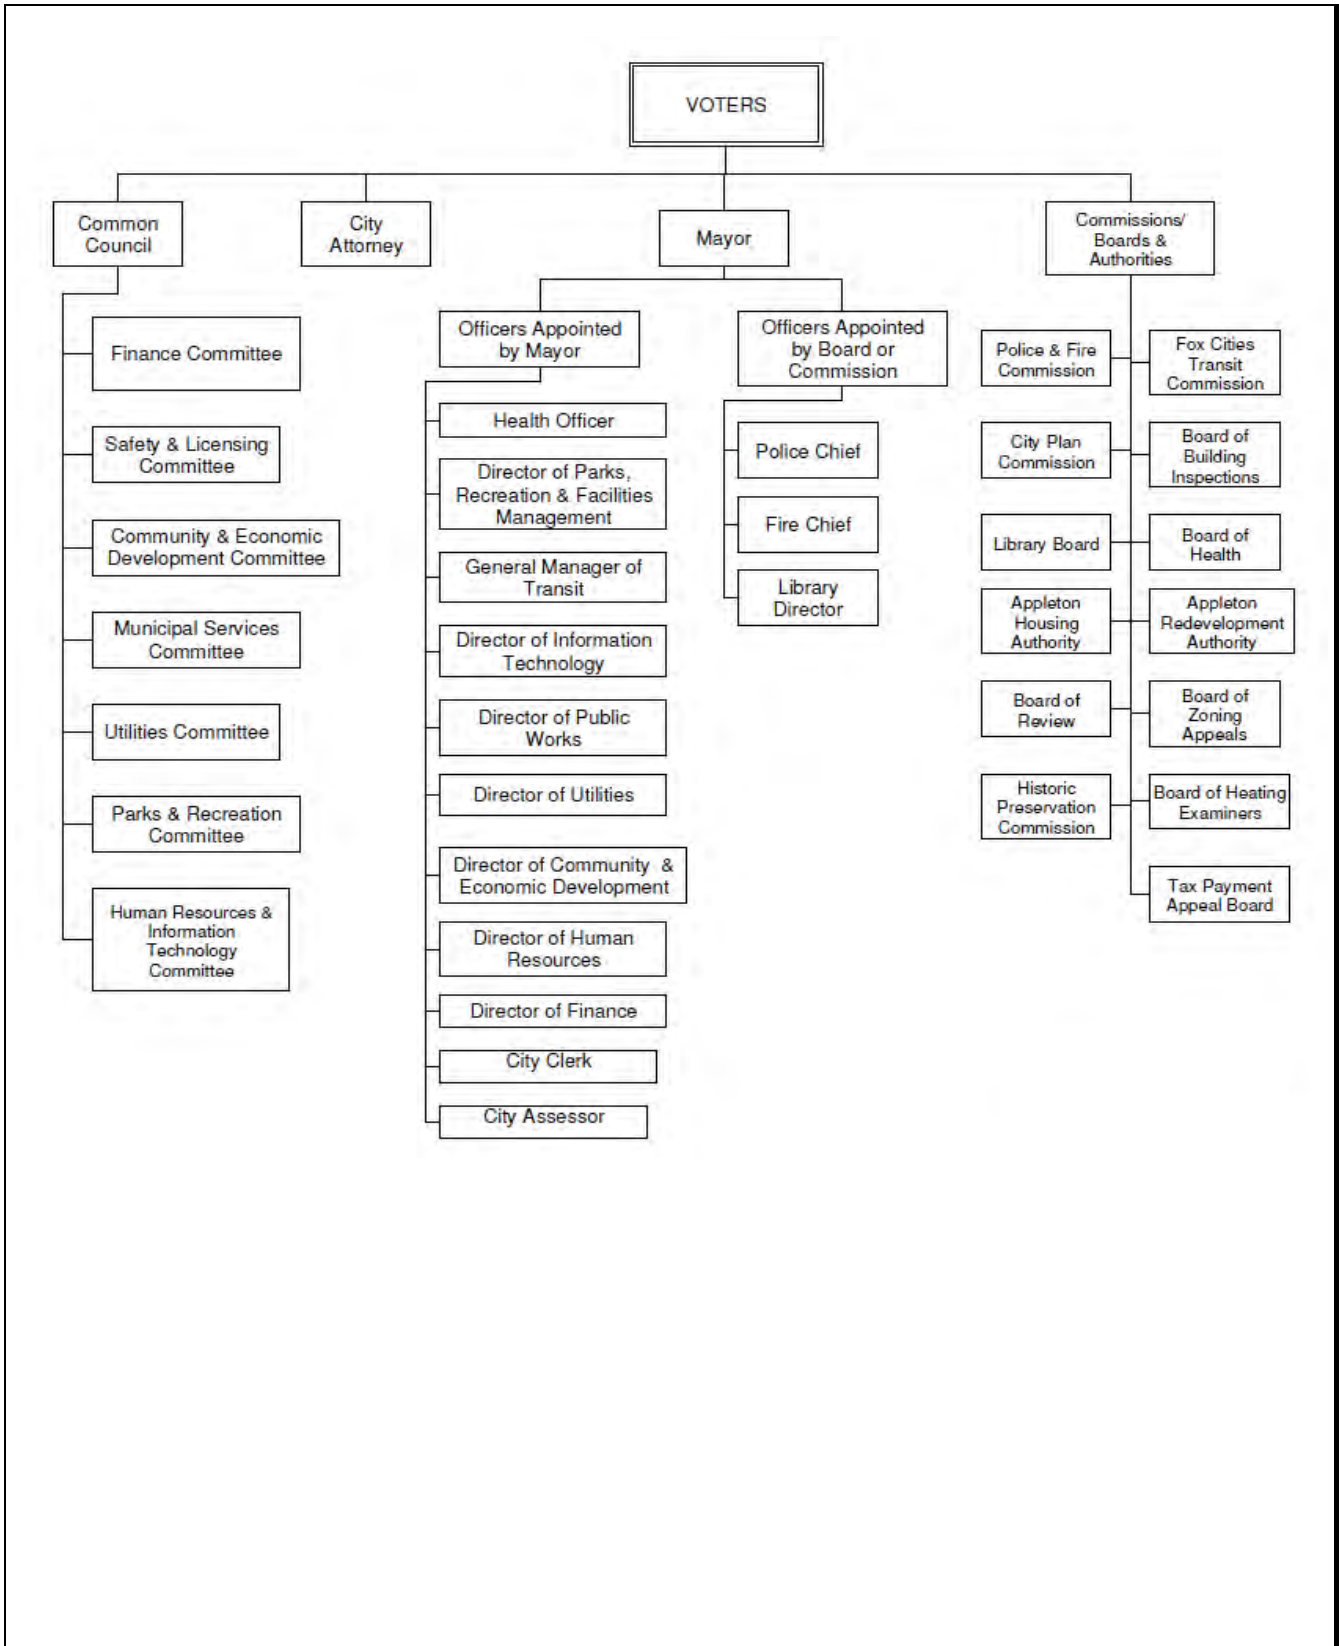 VOTERS
Common
Council
City
Attorney
Mayor
Commissions/
Boards &
Authorities
Finance Committee
Safety & Licensing
Committee
Community & Economic
Development Committee
Municipal Services
Committee
Utilities Committee
Parks & Recreation
Committee
Human Resources &
Information
Technology
Committee
Officers Appointed
by Mayor
Health Officer
Director of Parks,
Recreation & Facilities
Management
General Manager of
Transit
Director of Information
Technology
Director of Public
Works
Director of Utilities
Director of Community &
Economic Development
Director of Human
Resources
Director of Finance
City Clerk
City Assessor
Officers Appointed
by Board or
Commission
Police Chief
Fire Chief
Library
Director
Police & Fire
Commission
Fox Cities
Transit
Commission
City Plan
Commission
Board of
Building
Inspections
Library Board
Board of
Health
Appleton
Housing
Authority
Appleton
Redevelopment
Authority
Board of
Review
Board of
Zoning
Appeals
Historic
Preservation
Commission
Board of Heating
Examiners
Tax Payment
Appeal Board